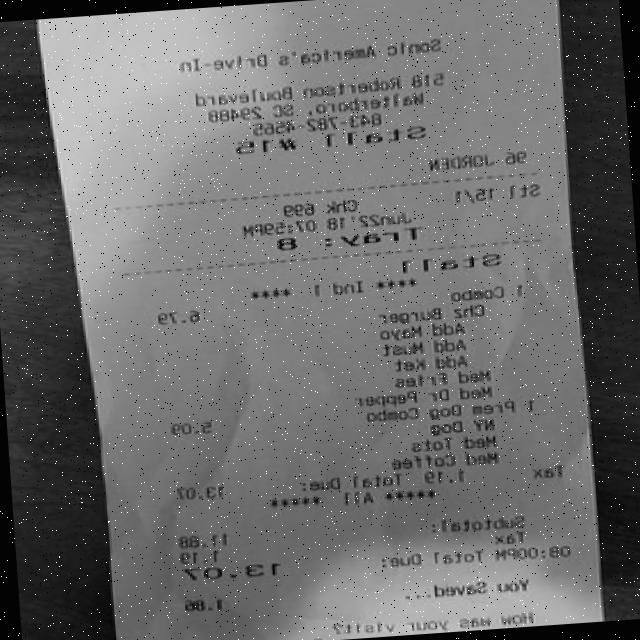 Sonic America's Drive-In
518 Robertson Boulevard
Walterboro, SC 29488
843-782-4565
Stall #15
96 JORDEN
Stl 15/1 Chk 699
Jun22'18 07:59PM
Tray: 8
Stall
**** Ind 1 ****
1 Combo 6.79
Chz Burger
Add Mayo
Add Must
Add Ket
Med Fries
Med Dr Pepper
1 Prem Dog Combo 5.09
NY Dog
Med Tots
Med Coffee
Tax 1.19 Total Due: 13.07
***** All *****
Subtotal: 11.88
Tax 1.19
08:00PM Total Due: 13.07
You Saved... 1.86
How was your visit?